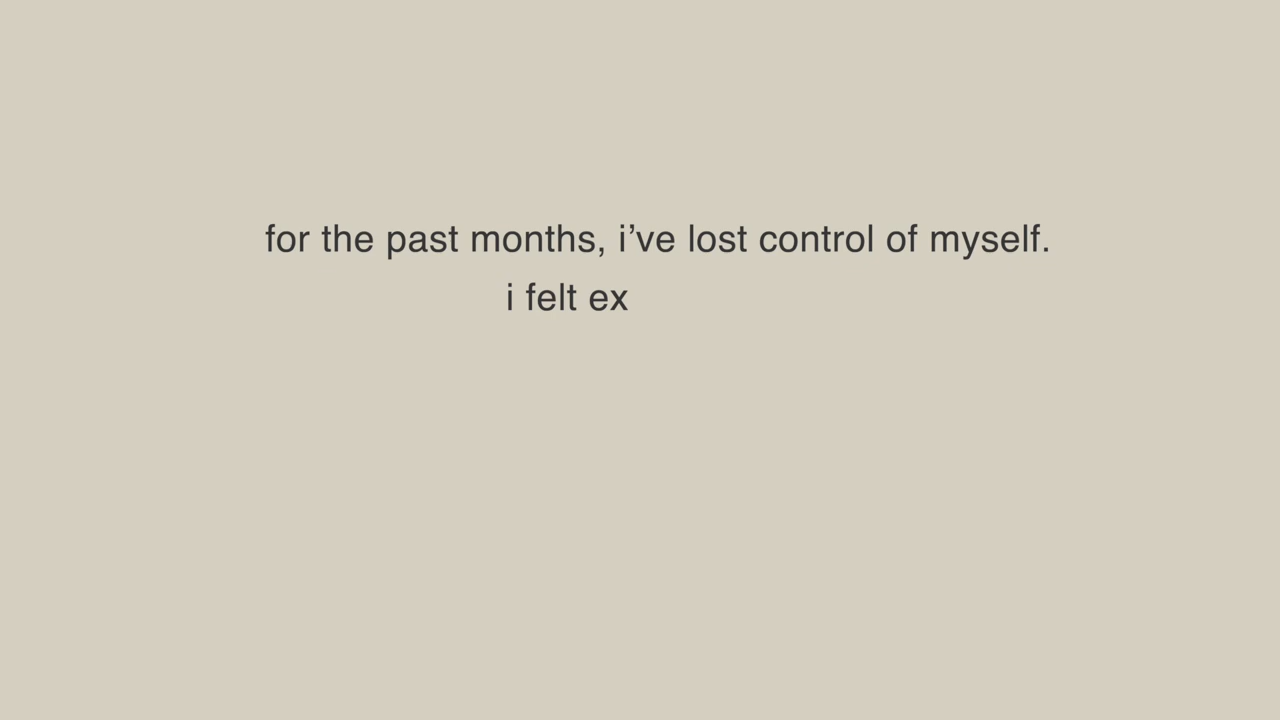 for the past months, i’ve lost control of myself.
i felt ex